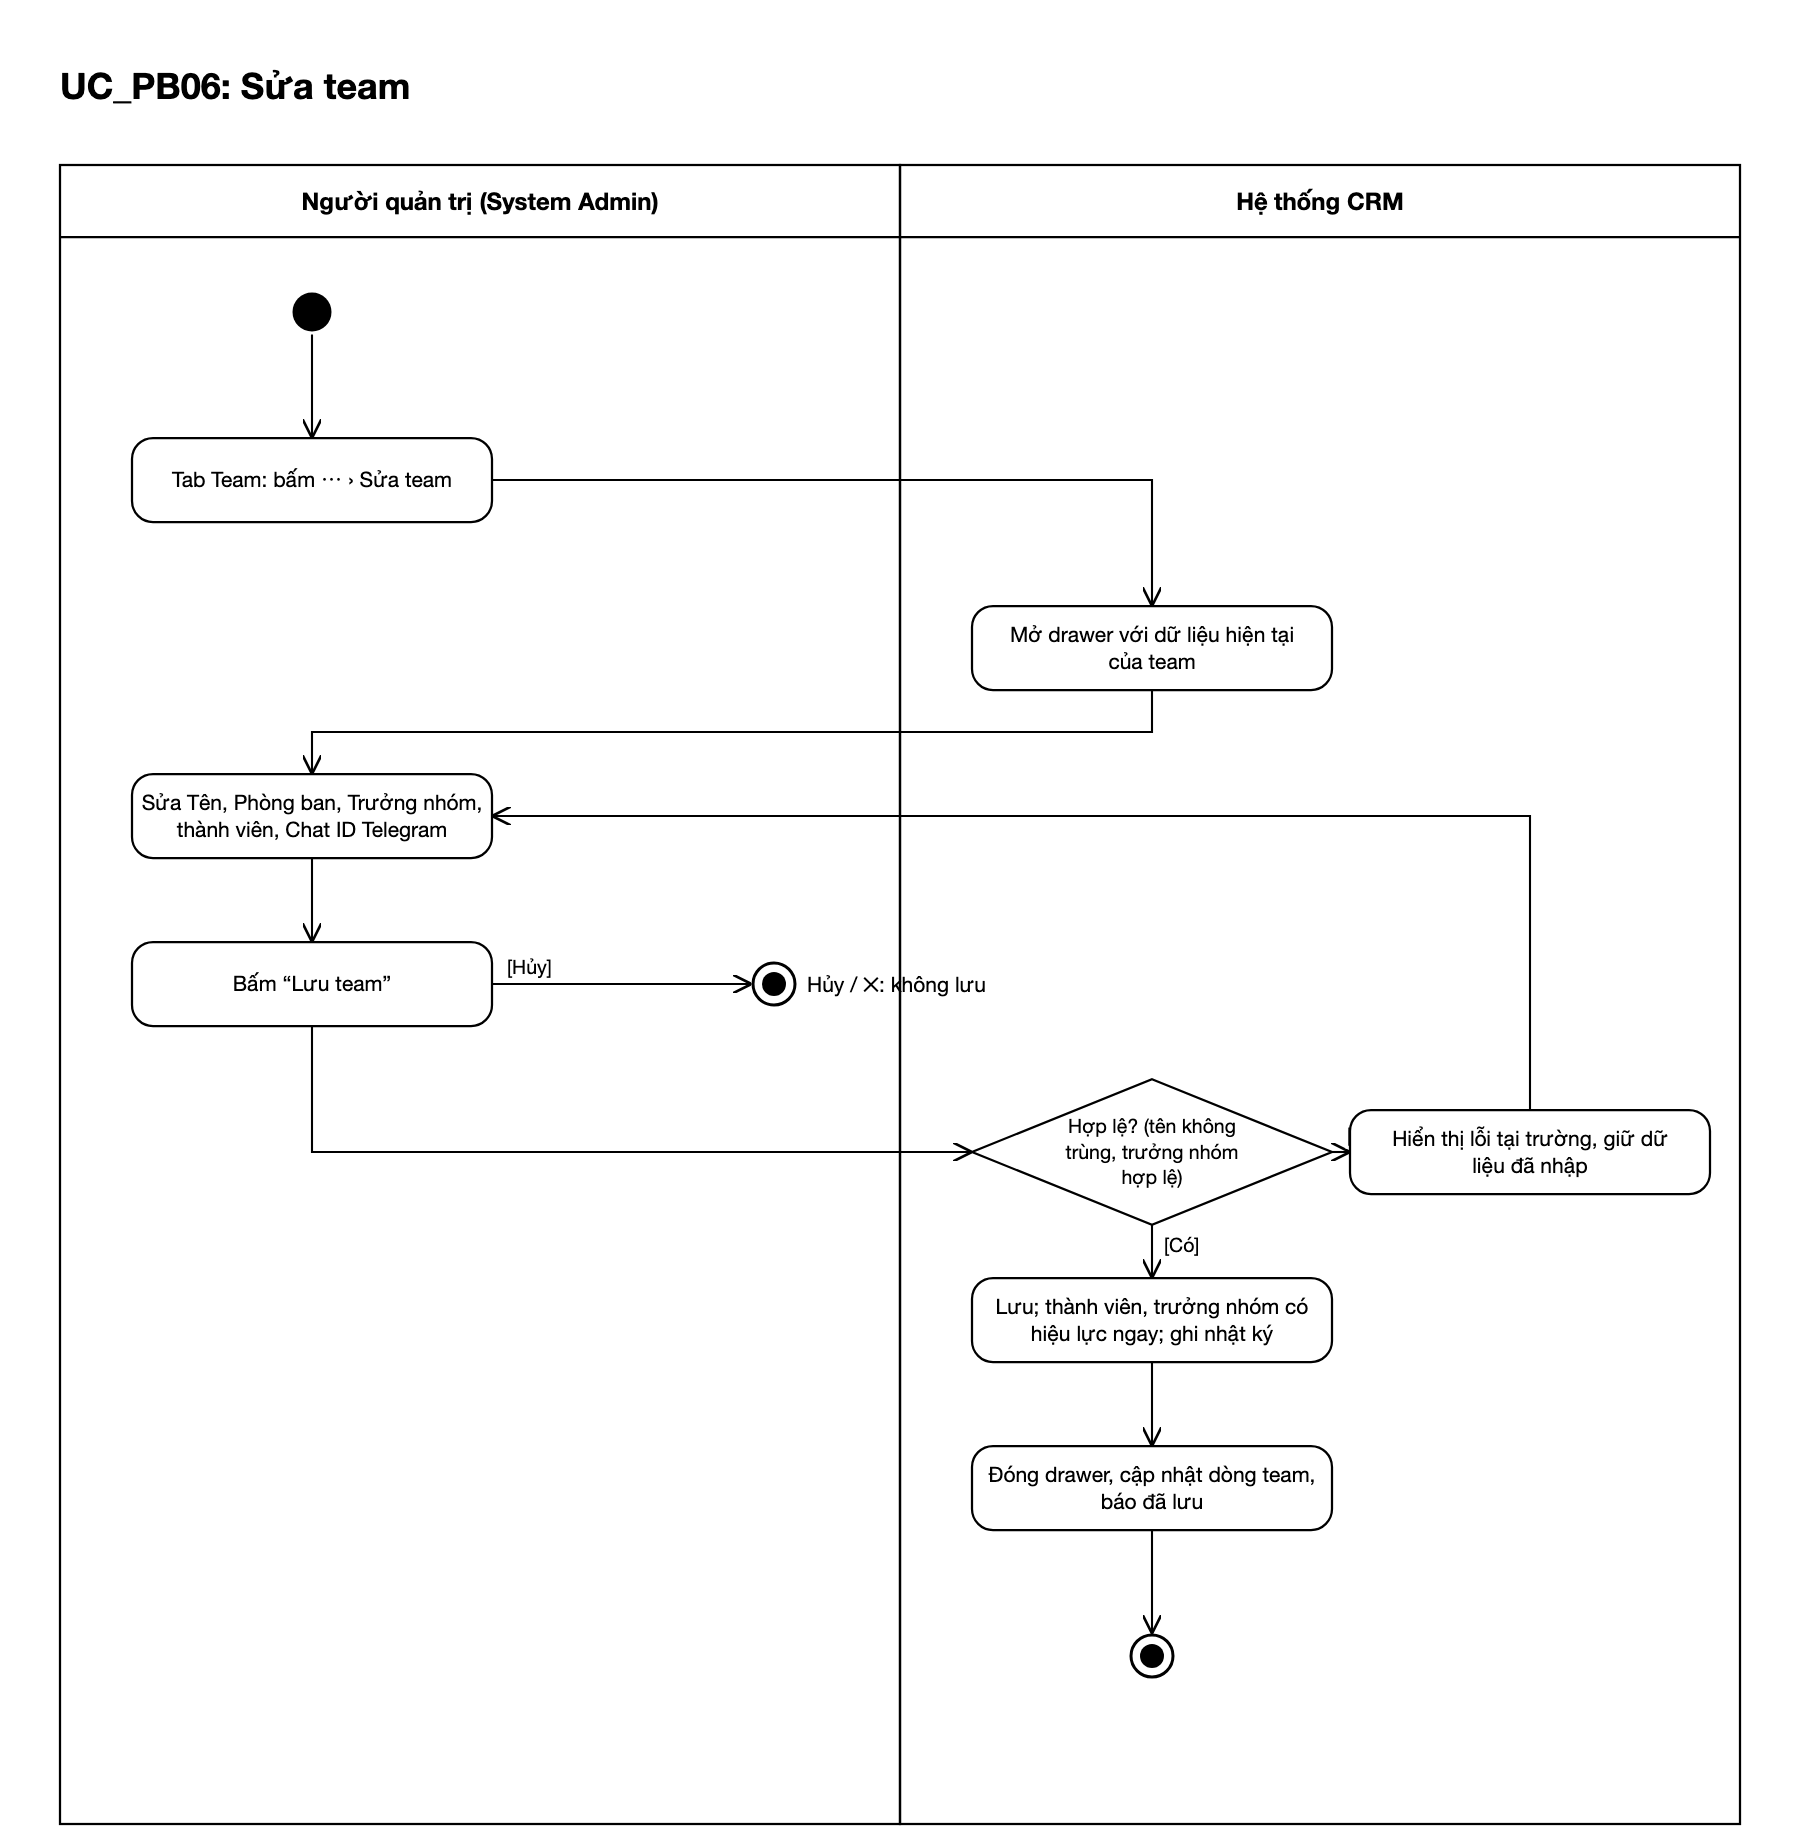 UC_PB06: Sửa team
Người quản trị (System Admin)
Hệ thống CRM
Tab Team: bấm ··· › Sửa team
Mở drawer với dữ liệu hiện tại
của team
Sửa Tên, Phòng ban, Trưởng nhóm,
thành viên, Chat ID Telegram
Bấm “Lưu team”
[Hủy]
Hủy / ✕: không lưu
Hợp lệ? (tên không
trùng, trưởng nhóm
hợp lệ)
Hiển thị lỗi tại trường, giữ dữ
liệu đã nhập
[Có]
Lưu; thành viên, trưởng nhóm có
hiệu lực ngay; ghi nhật ký
Đóng drawer, cập nhật dòng team,
báo đã lưu